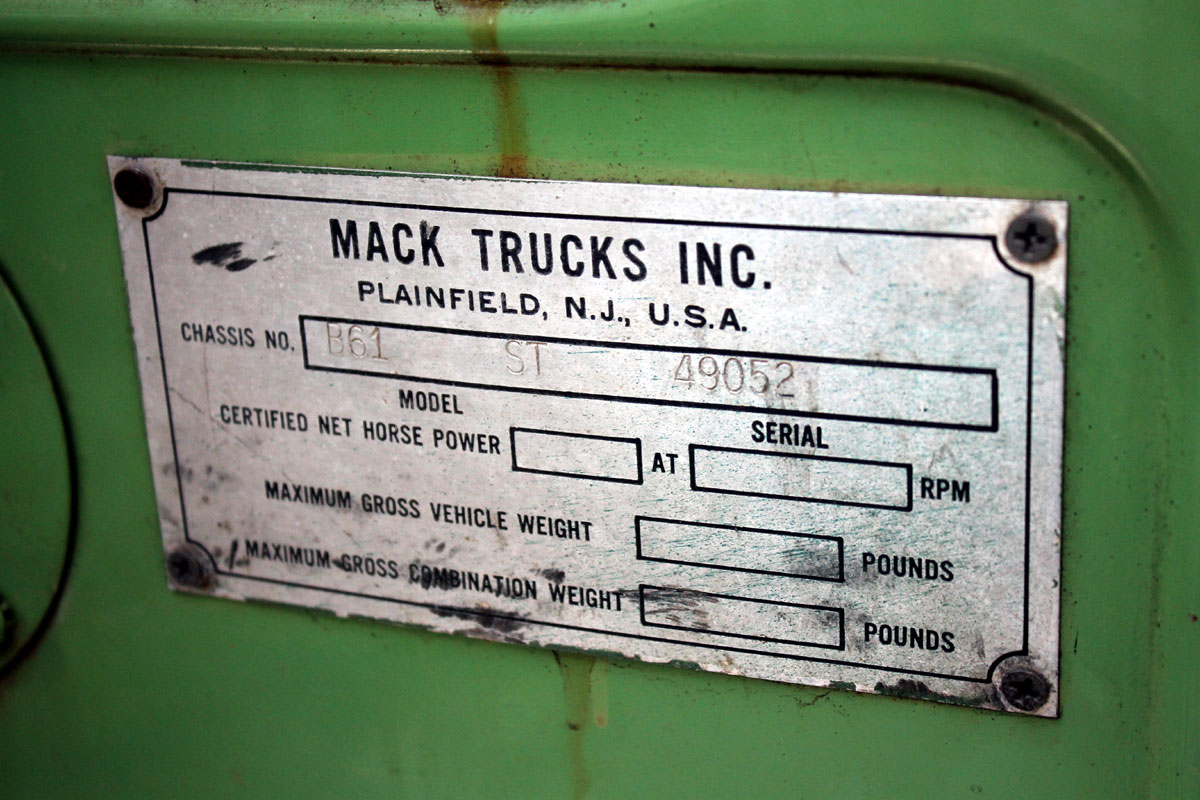 MACK TRUCKS INC.
PLAINFIELD, N.J., U.S.A.
CHASSIS NO. B61 ST 49052
MODEL SERIAL
CERTIFIED NET HORSE POWER AT RPM
MAXIMUM GROSS VEHICLE WEIGHT POUNDS
MAXIMUM GROSS COMBINATION WEIGHT POUNDS